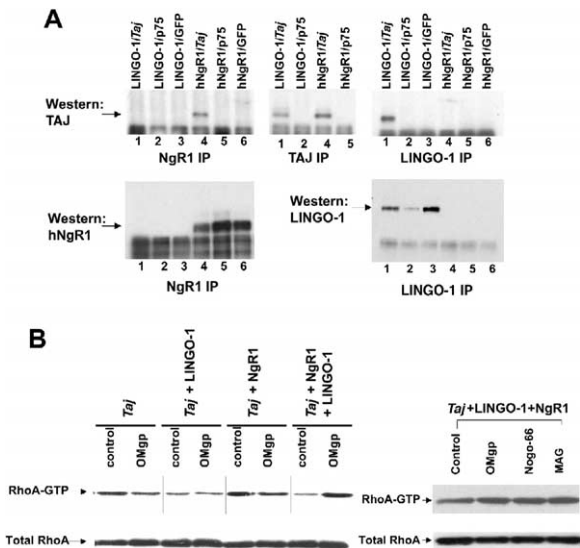 A
LINGO-1/Taj
LINGO-1/p75
LINGO-1/GFP
hNgR1/Taj
hNgR1/p75
hNgR1/GFP
LINGO-1/Taj
LINGO-1/p75
hNgR1/Taj
hNgR1/p75
LINGO-1/Taj
LINGO-1/p75
LINGO-1/GFP
hNgR1/Taj
hNgR1/p75
hNgR1/GFP
Western:
TAJ
1 2 3 4 5 6
NgR1 IP
1 2 4 5
TAJ IP
1 2 3 4 5 6
LINGO-1 IP
Western:
hNgR1
1 2 3 4 5 6
NgR1 IP
Western:
LINGO-1
1 2 3 4 5 6
LINGO-1 IP
B
Taj
Taj + LINGO-1
Taj + NgR1
Taj + NgR1
+ LINGO-1
control
OMgp
control
OMgp
control
OMgp
control
OMgp
RhoA-GTP
Total RhoA
Taj+LINGO-1+NgR1
Control
OMgp
Nogo-66
MAG
RhoA-GTP
Total RhoA